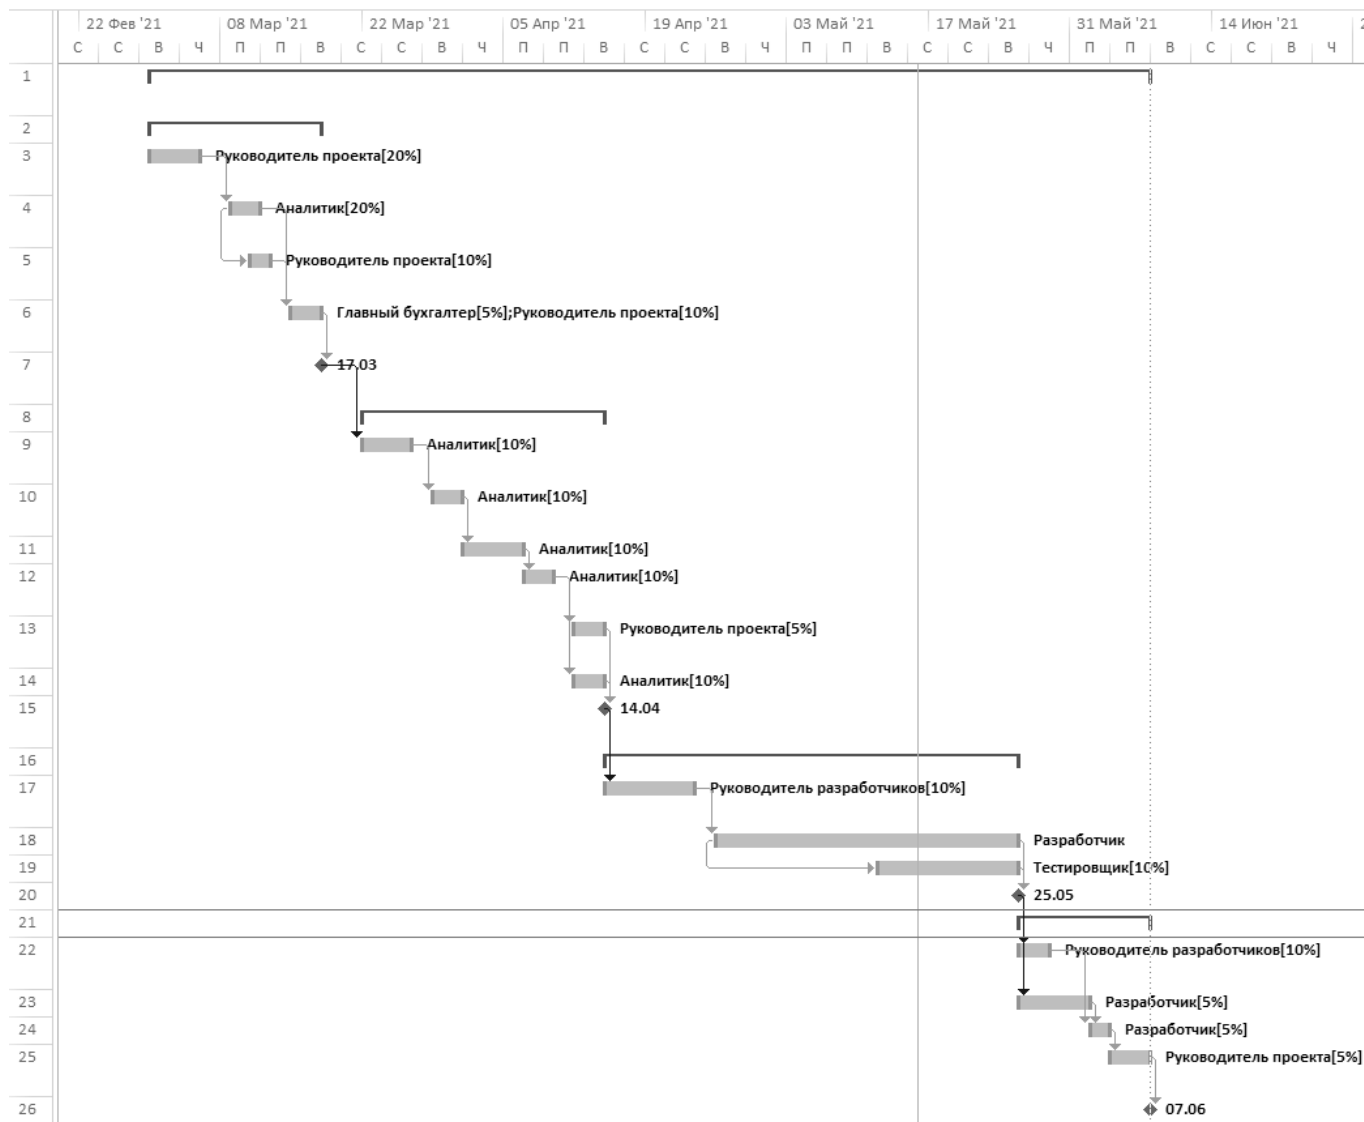 22 Фев '21 08 Мар '21 22 Мар '21 05 Апр '21 19 Апр '21 03 Май '21 17 Май '21 31 Май '21 14 Июн '21 2
С С В Ч П П В С С В Ч П П В С С В Ч П П В С С В Ч П П В С С В Ч
1
2
3 Руководитель проекта[20%]
4 Аналитик[20%]
5 Руководитель проекта[10%]
6 Главный бухгалтер[5%];Руководитель проекта[10%]
7 17.03
8
9 Аналитик[10%]
10 Аналитик[10%]
11 Аналитик[10%]
12 Аналитик[10%]
13 Руководитель проекта[5%]
14 Аналитик[10%]
15 14.04
16
17 Руководитель разработчиков[10%]
18 Разработчик
19 Тестировщик[10%]
20 25.05
21
22 Руководитель разработчиков[10%]
23 Разработчик[5%]
24 Разработчик[5%]
25 Руководитель проекта[5%]
26 07.06